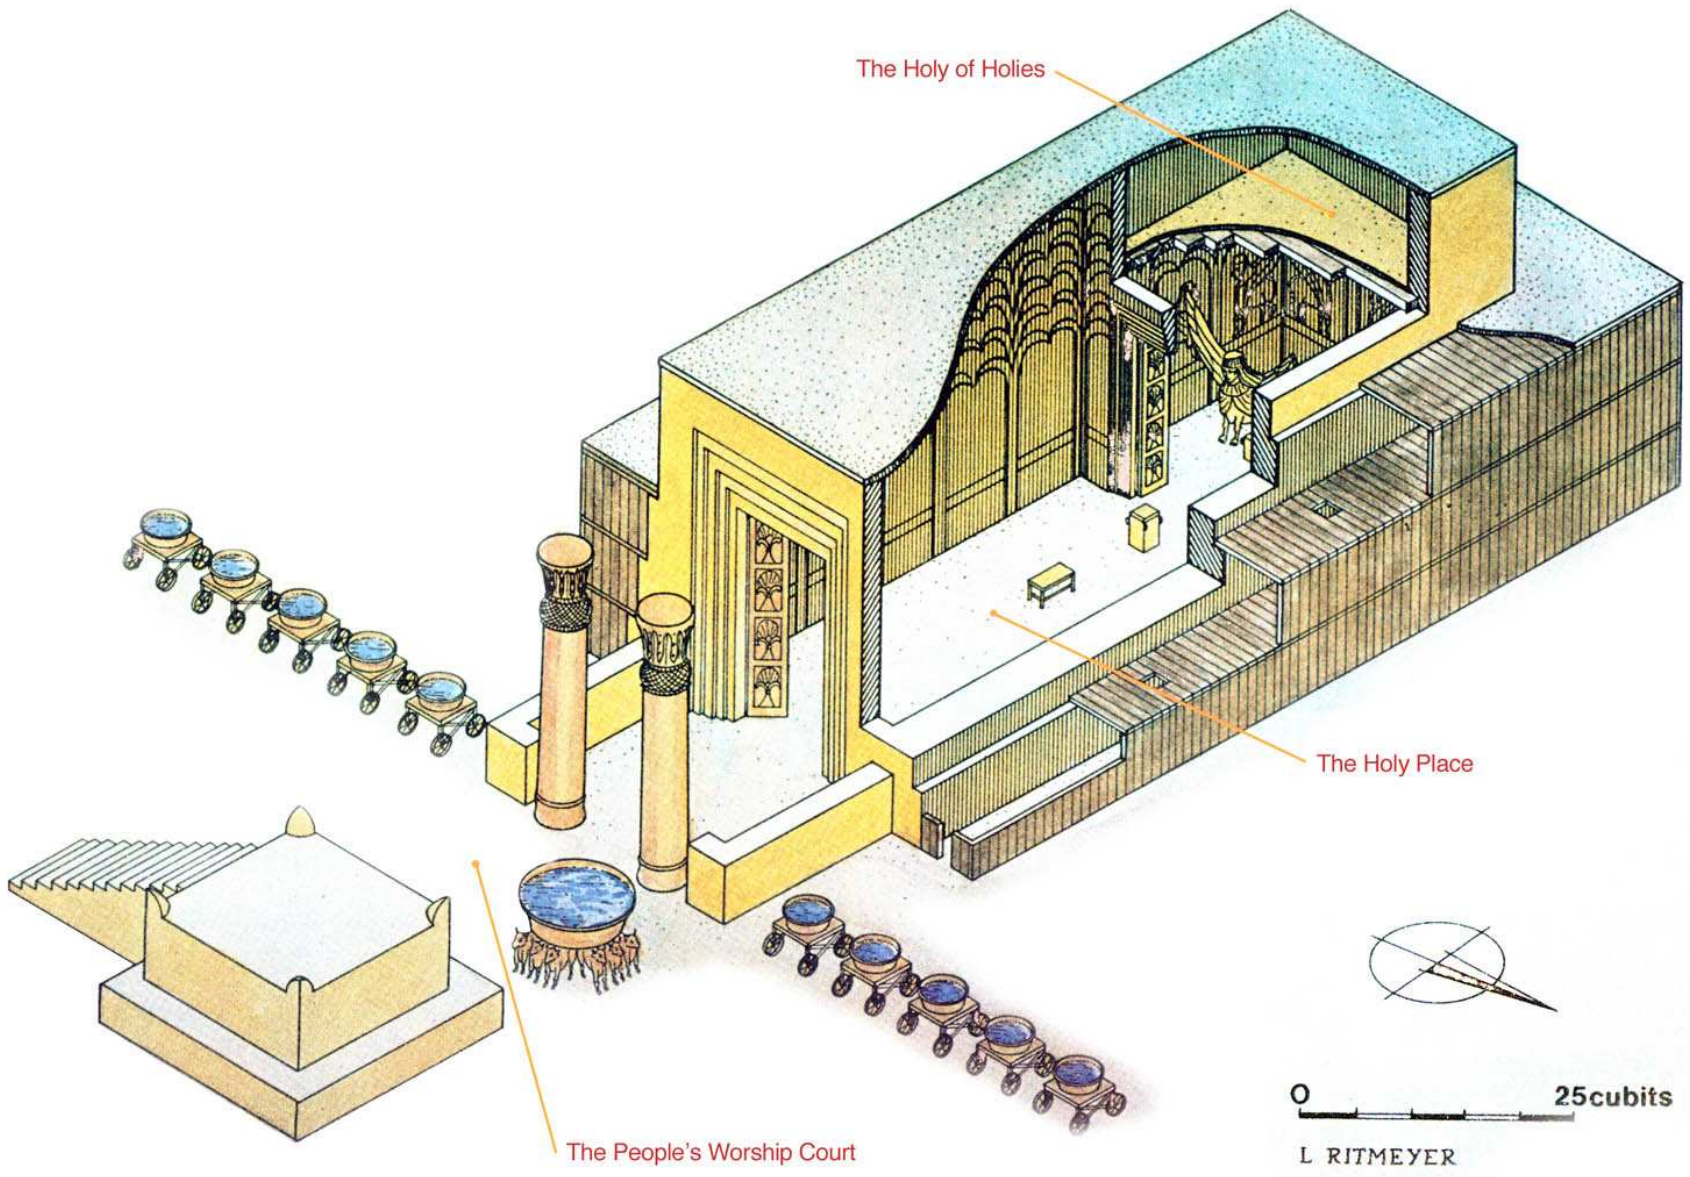 The Holy of Holies
The Holy Place
The People's Worship Court
0 25cubits
L RITMEYER